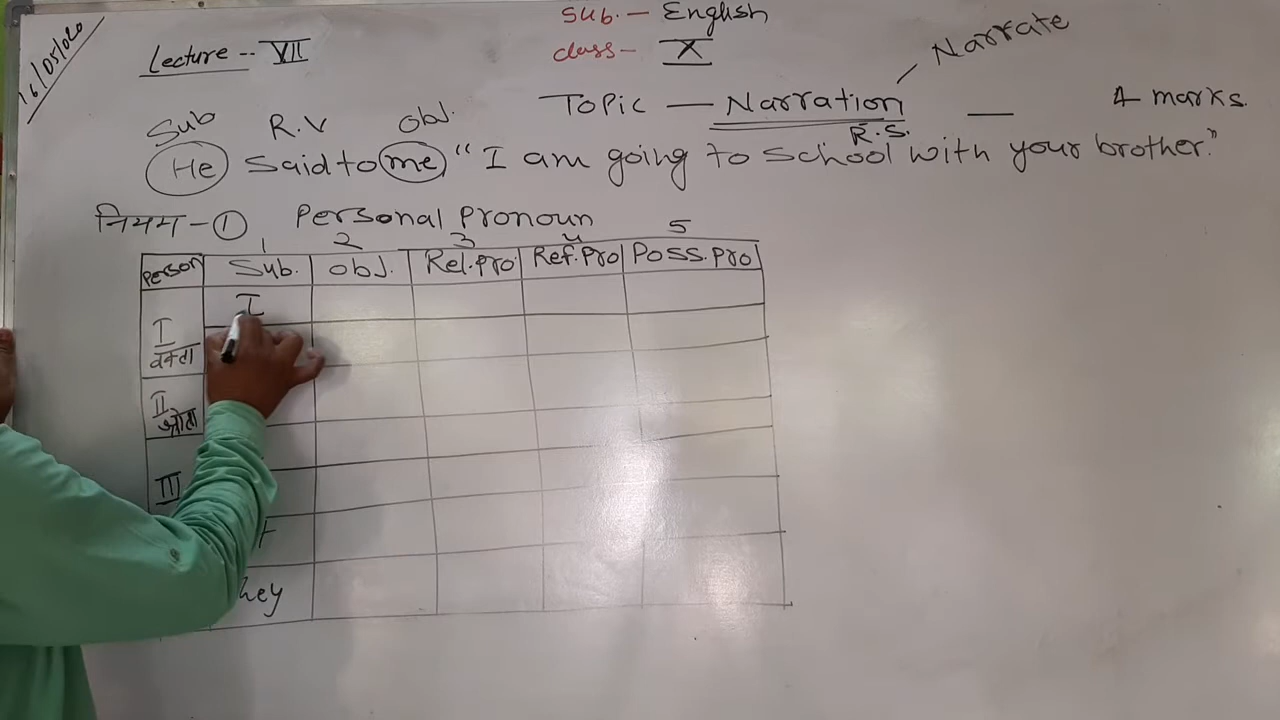 16/05/020
Sub. - English
Lecture -- VII
class - X
Narrate
Topic — Narration — 4 marks.
Sub R.V Obj. R.S.
He Said to me "I am going to School with your brother."
नियम - ① Personal Pronoun
1 2 3 4 5
Person Sub. Obj. Rel.Pro Ref.Pro Poss.Pro
I I
वक्ता
II
श्रोता
III
hey